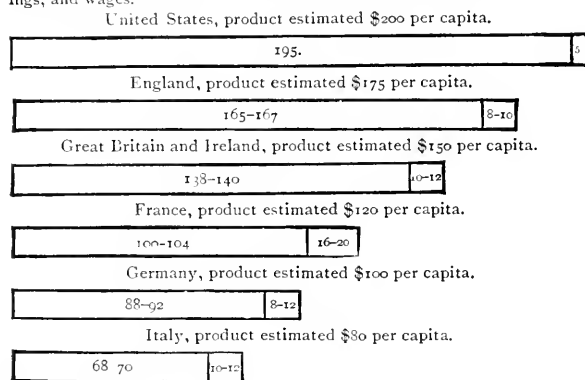 ings, and wages.
United States, product estimated $200 per capita.
195. 5
England, product estimated $175 per capita.
165–167 8–10
Great Britain and Ireland, product estimated $150 per capita.
138–140 10–12
France, product estimated $120 per capita.
100–104 16–20
Germany, product estimated $100 per capita.
88–92 8–12
Italy, product estimated $80 per capita.
68 70 10–12